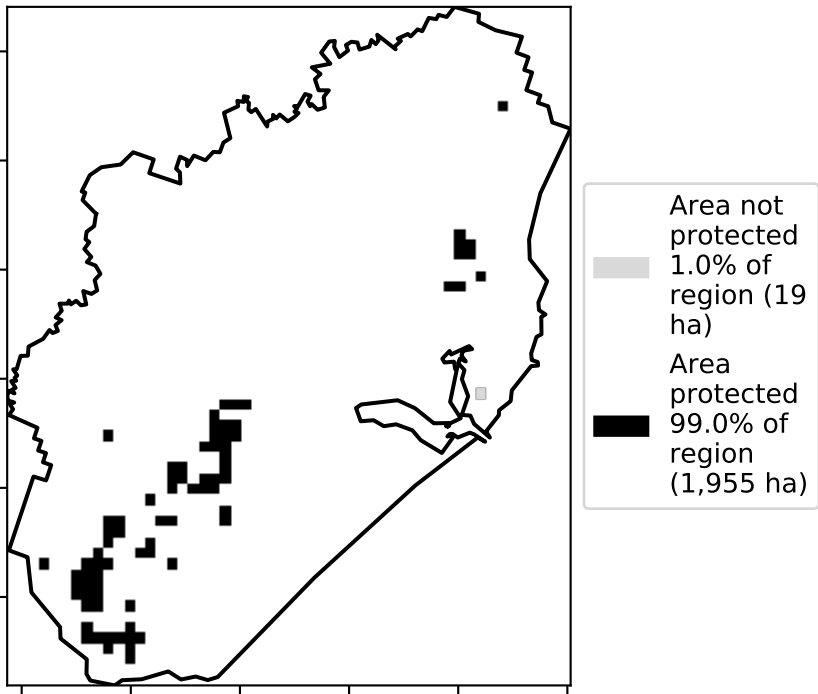 Area not
protected
1.0% of
region (19
ha)
Area
protected
99.0% of
region
(1,955 ha)